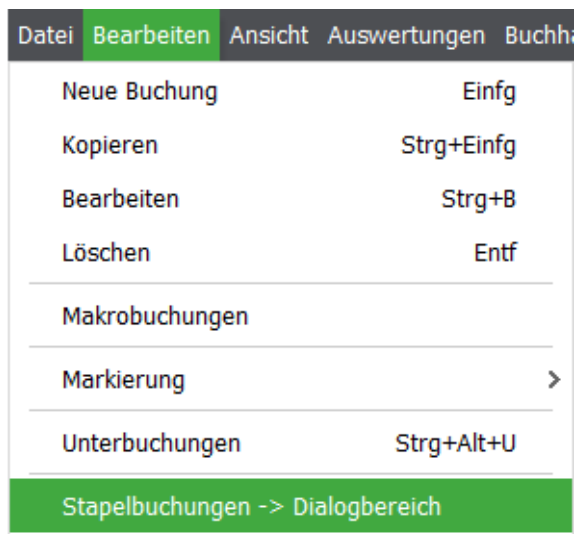 Datei Bearbeiten Ansicht Auswertungen Buchha
Neue Buchung Einfg
Kopieren Strg+Einfg
Bearbeiten Strg+B
Löschen Entf
Makrobuchungen
Markierung
Unterbuchungen Strg+Alt+U
Stapelbuchungen -> Dialogbereich